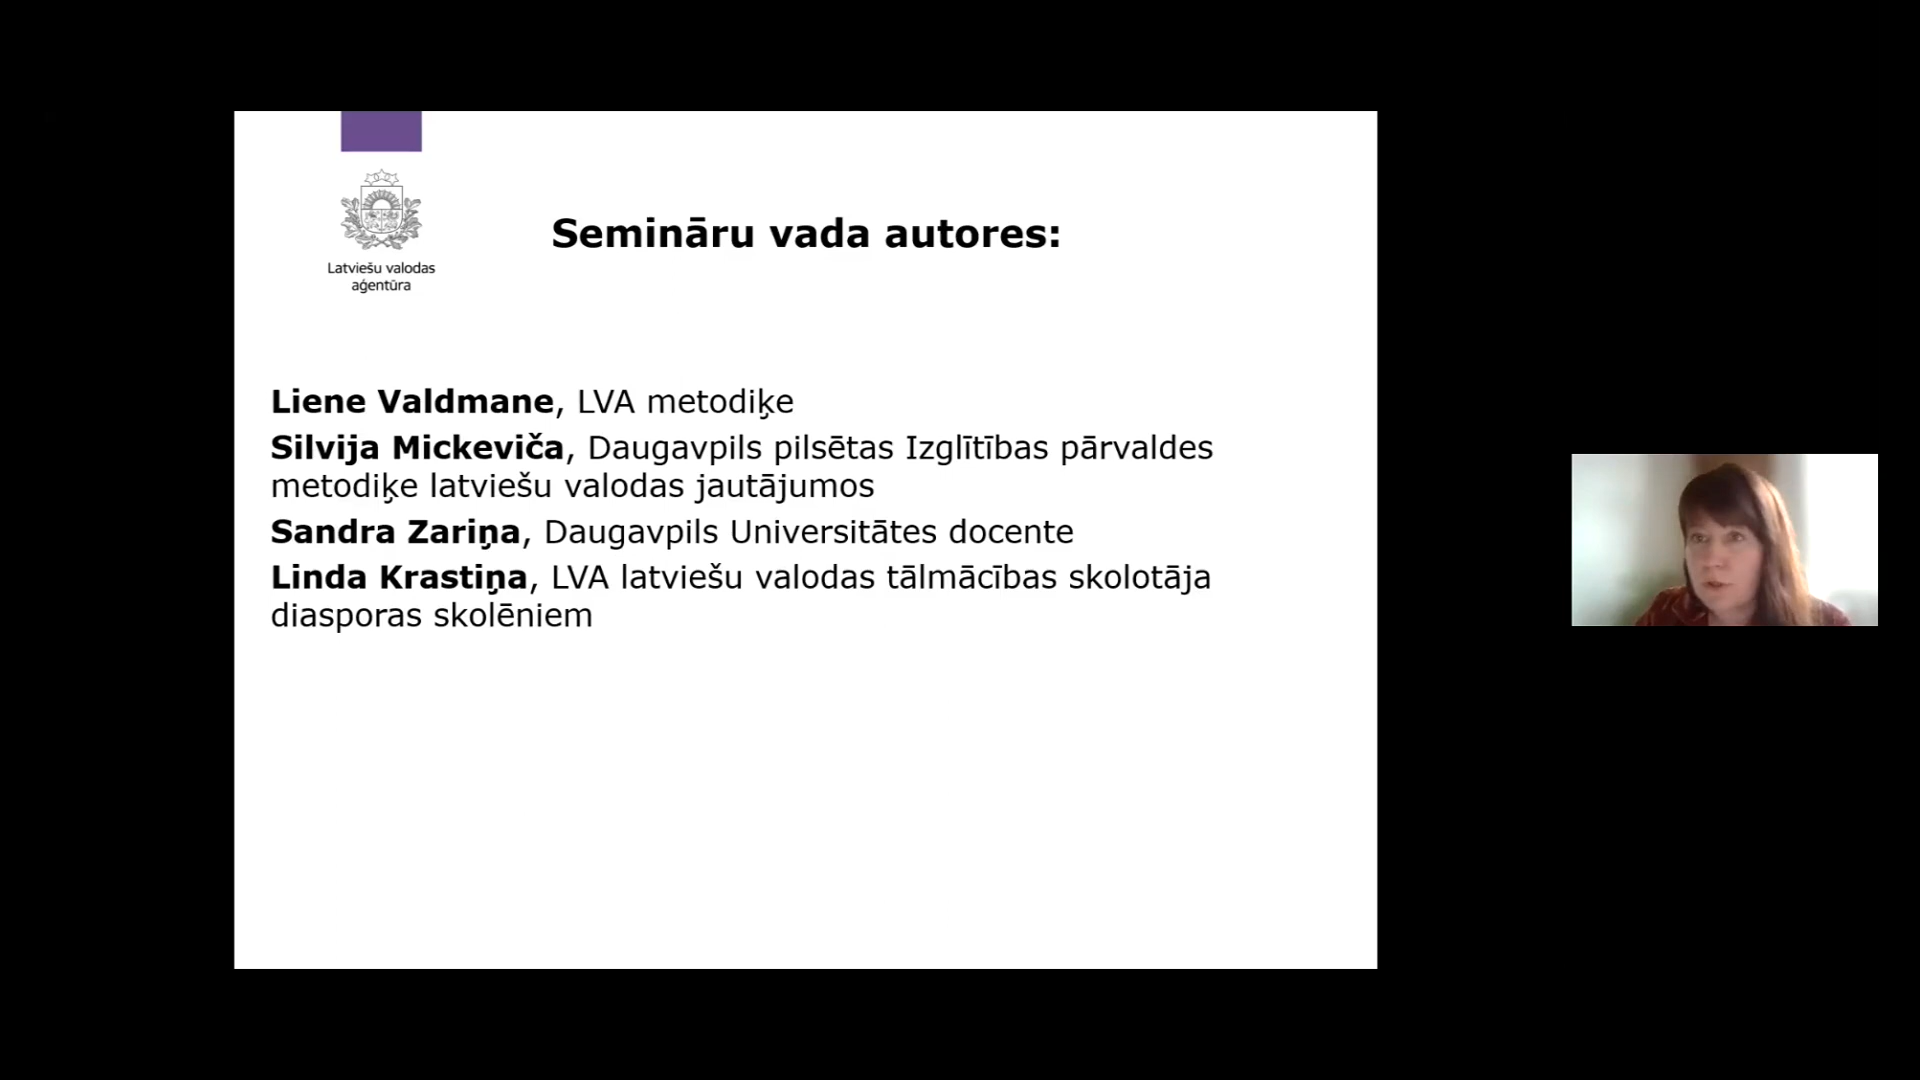 Latviešu valodas
aģentūra
Semināru vada autores:
Liene Valdmane, LVA metodiķe
Silvija Mickeviča, Daugavpils pilsētas Izglītības pārvaldes
metodiķe latviešu valodas jautājumos
Sandra Zariņa, Daugavpils Universitātes docente
Linda Krastiņa, LVA latviešu valodas tālmācības skolotāja
diasporas skolēniem